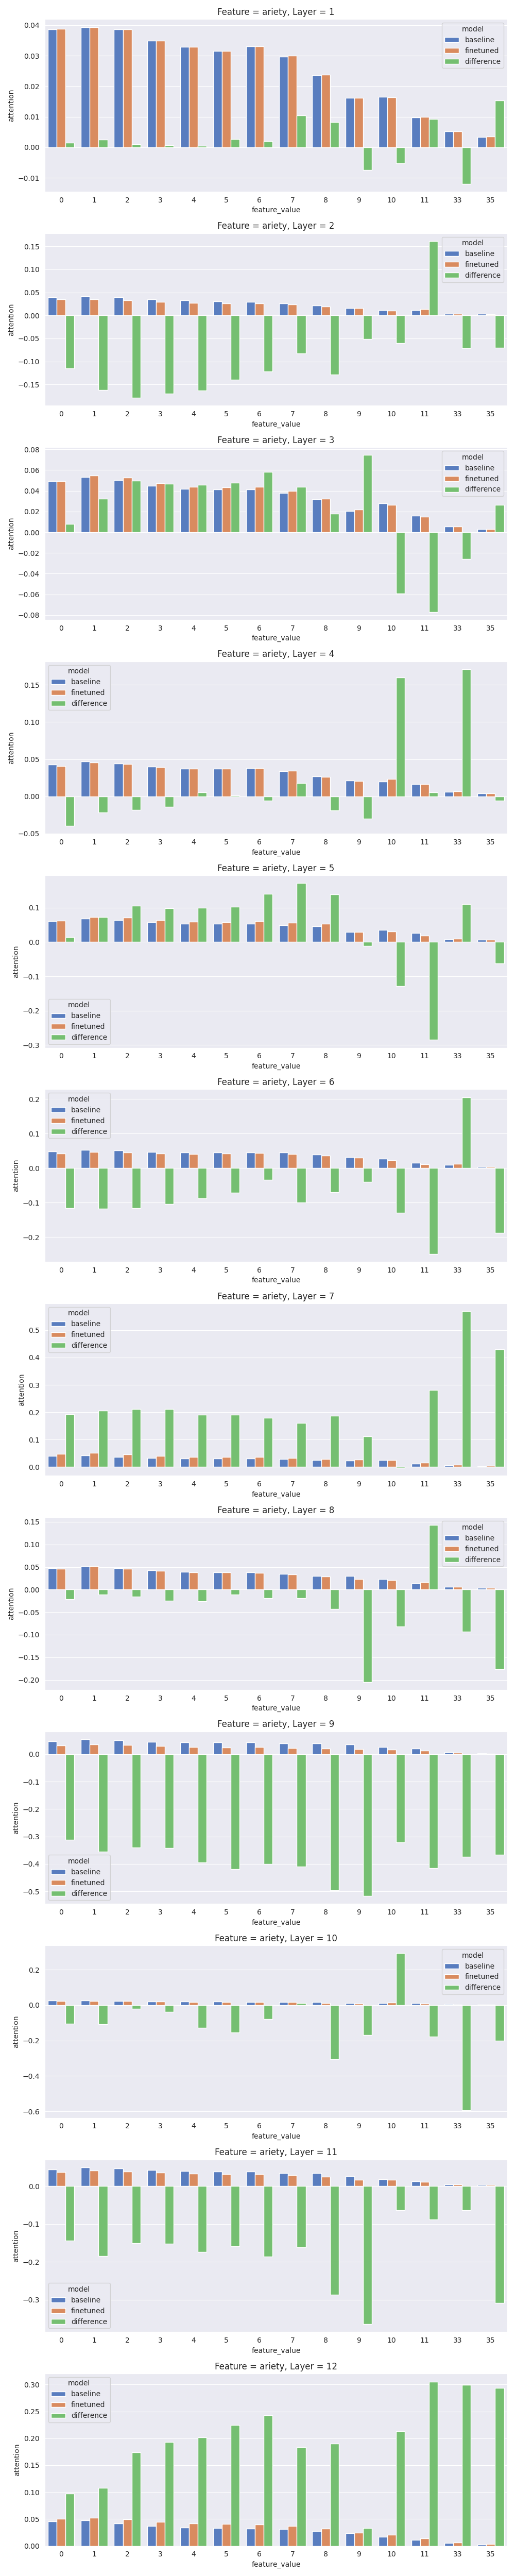 Feature = ariety, Layer = 1
model
baseline
finetuned
difference
attention
0.04
0.03
0.02
0.01
0.00
−0.01
0 1 2 3 4 5 6 7 8 9 10 11 33 35
feature_value
Feature = ariety, Layer = 2
model
baseline
finetuned
difference
attention
0.15
0.10
0.05
0.00
−0.05
−0.10
−0.15
0 1 2 3 4 5 6 7 8 9 10 11 33 35
feature_value
Feature = ariety, Layer = 3
model
baseline
finetuned
difference
attention
0.08
0.06
0.04
0.02
0.00
−0.02
−0.04
−0.06
−0.08
0 1 2 3 4 5 6 7 8 9 10 11 33 35
feature_value
Feature = ariety, Layer = 4
model
baseline
finetuned
difference
attention
0.15
0.10
0.05
0.00
−0.05
0 1 2 3 4 5 6 7 8 9 10 11 33 35
feature_value
Feature = ariety, Layer = 5
attention
0.1
0.0
−0.1
−0.2
−0.3
model
baseline
finetuned
difference
0 1 2 3 4 5 6 7 8 9 10 11 33 35
feature_value
Feature = ariety, Layer = 6
model
baseline
finetuned
difference
attention
0.2
0.1
0.0
−0.1
−0.2
0 1 2 3 4 5 6 7 8 9 10 11 33 35
feature_value
Feature = ariety, Layer = 7
model
baseline
finetuned
difference
attention
0.5
0.4
0.3
0.2
0.1
0.0
0 1 2 3 4 5 6 7 8 9 10 11 33 35
feature_value
Feature = ariety, Layer = 8
model
baseline
finetuned
difference
attention
0.15
0.10
0.05
0.00
−0.05
−0.10
−0.15
−0.20
0 1 2 3 4 5 6 7 8 9 10 11 33 35
feature_value
Feature = ariety, Layer = 9
attention
0.0
−0.1
−0.2
−0.3
−0.4
−0.5
model
baseline
finetuned
difference
0 1 2 3 4 5 6 7 8 9 10 11 33 35
feature_value
Feature = ariety, Layer = 10
model
baseline
finetuned
difference
attention
0.2
0.0
−0.2
−0.4
−0.6
0 1 2 3 4 5 6 7 8 9 10 11 33 35
feature_value
Feature = ariety, Layer = 11
attention
0.0
−0.1
−0.2
−0.3
model
baseline
finetuned
difference
0 1 2 3 4 5 6 7 8 9 10 11 33 35
feature_value
Feature = ariety, Layer = 12
model
baseline
finetuned
difference
attention
0.30
0.25
0.20
0.15
0.10
0.05
0.00
0 1 2 3 4 5 6 7 8 9 10 11 33 35
feature_value